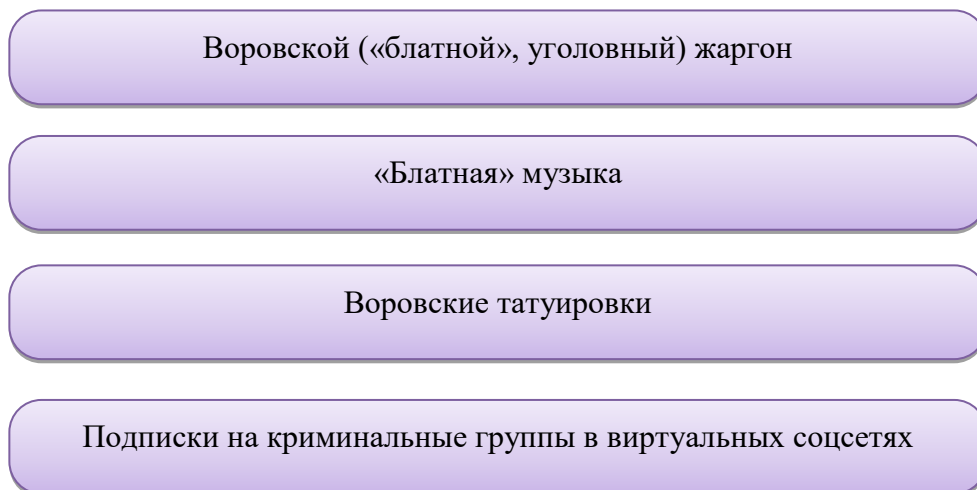 Воровской («блатной», уголовный) жаргон
«Блатная» музыка
Воровские татуировки
Подписки на криминальные группы в виртуальных соцсетях